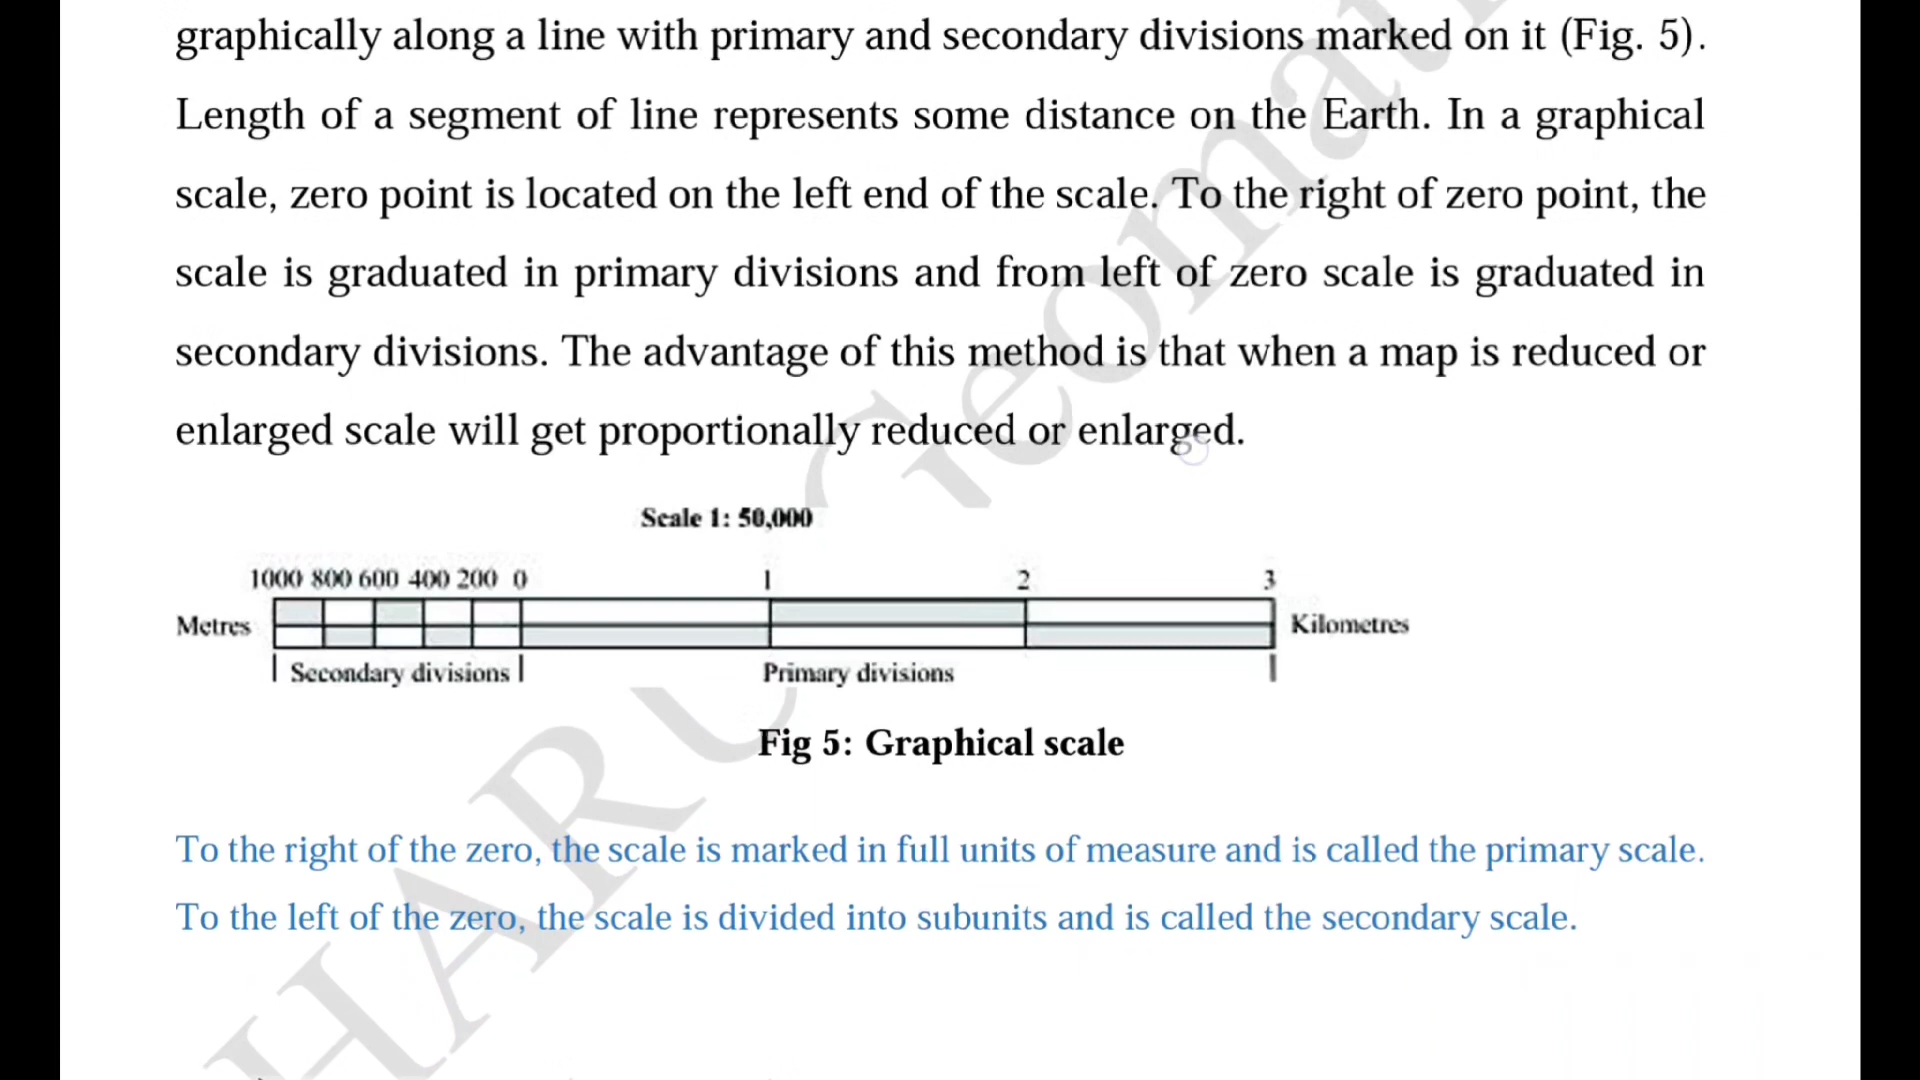 graphically along a line with primary and secondary divisions marked on it (Fig. 5).
Length of a segment of line represents some distance on the Earth. In a graphical
scale, zero point is located on the left end of the scale. To the right of zero point, the
scale is graduated in primary divisions and from left of zero scale is graduated in
secondary divisions. The advantage of this method is that when a map is reduced or
enlarged scale will get proportionally reduced or enlarged.
Scale 1: 50,000
1000 800 600 400 200 0 1 2 3
Metres Kilometres
Secondary divisions Primary divisions
Fig 5: Graphical scale
To the right of the zero, the scale is marked in full units of measure and is called the primary scale.
To the left of the zero, the scale is divided into subunits and is called the secondary scale.